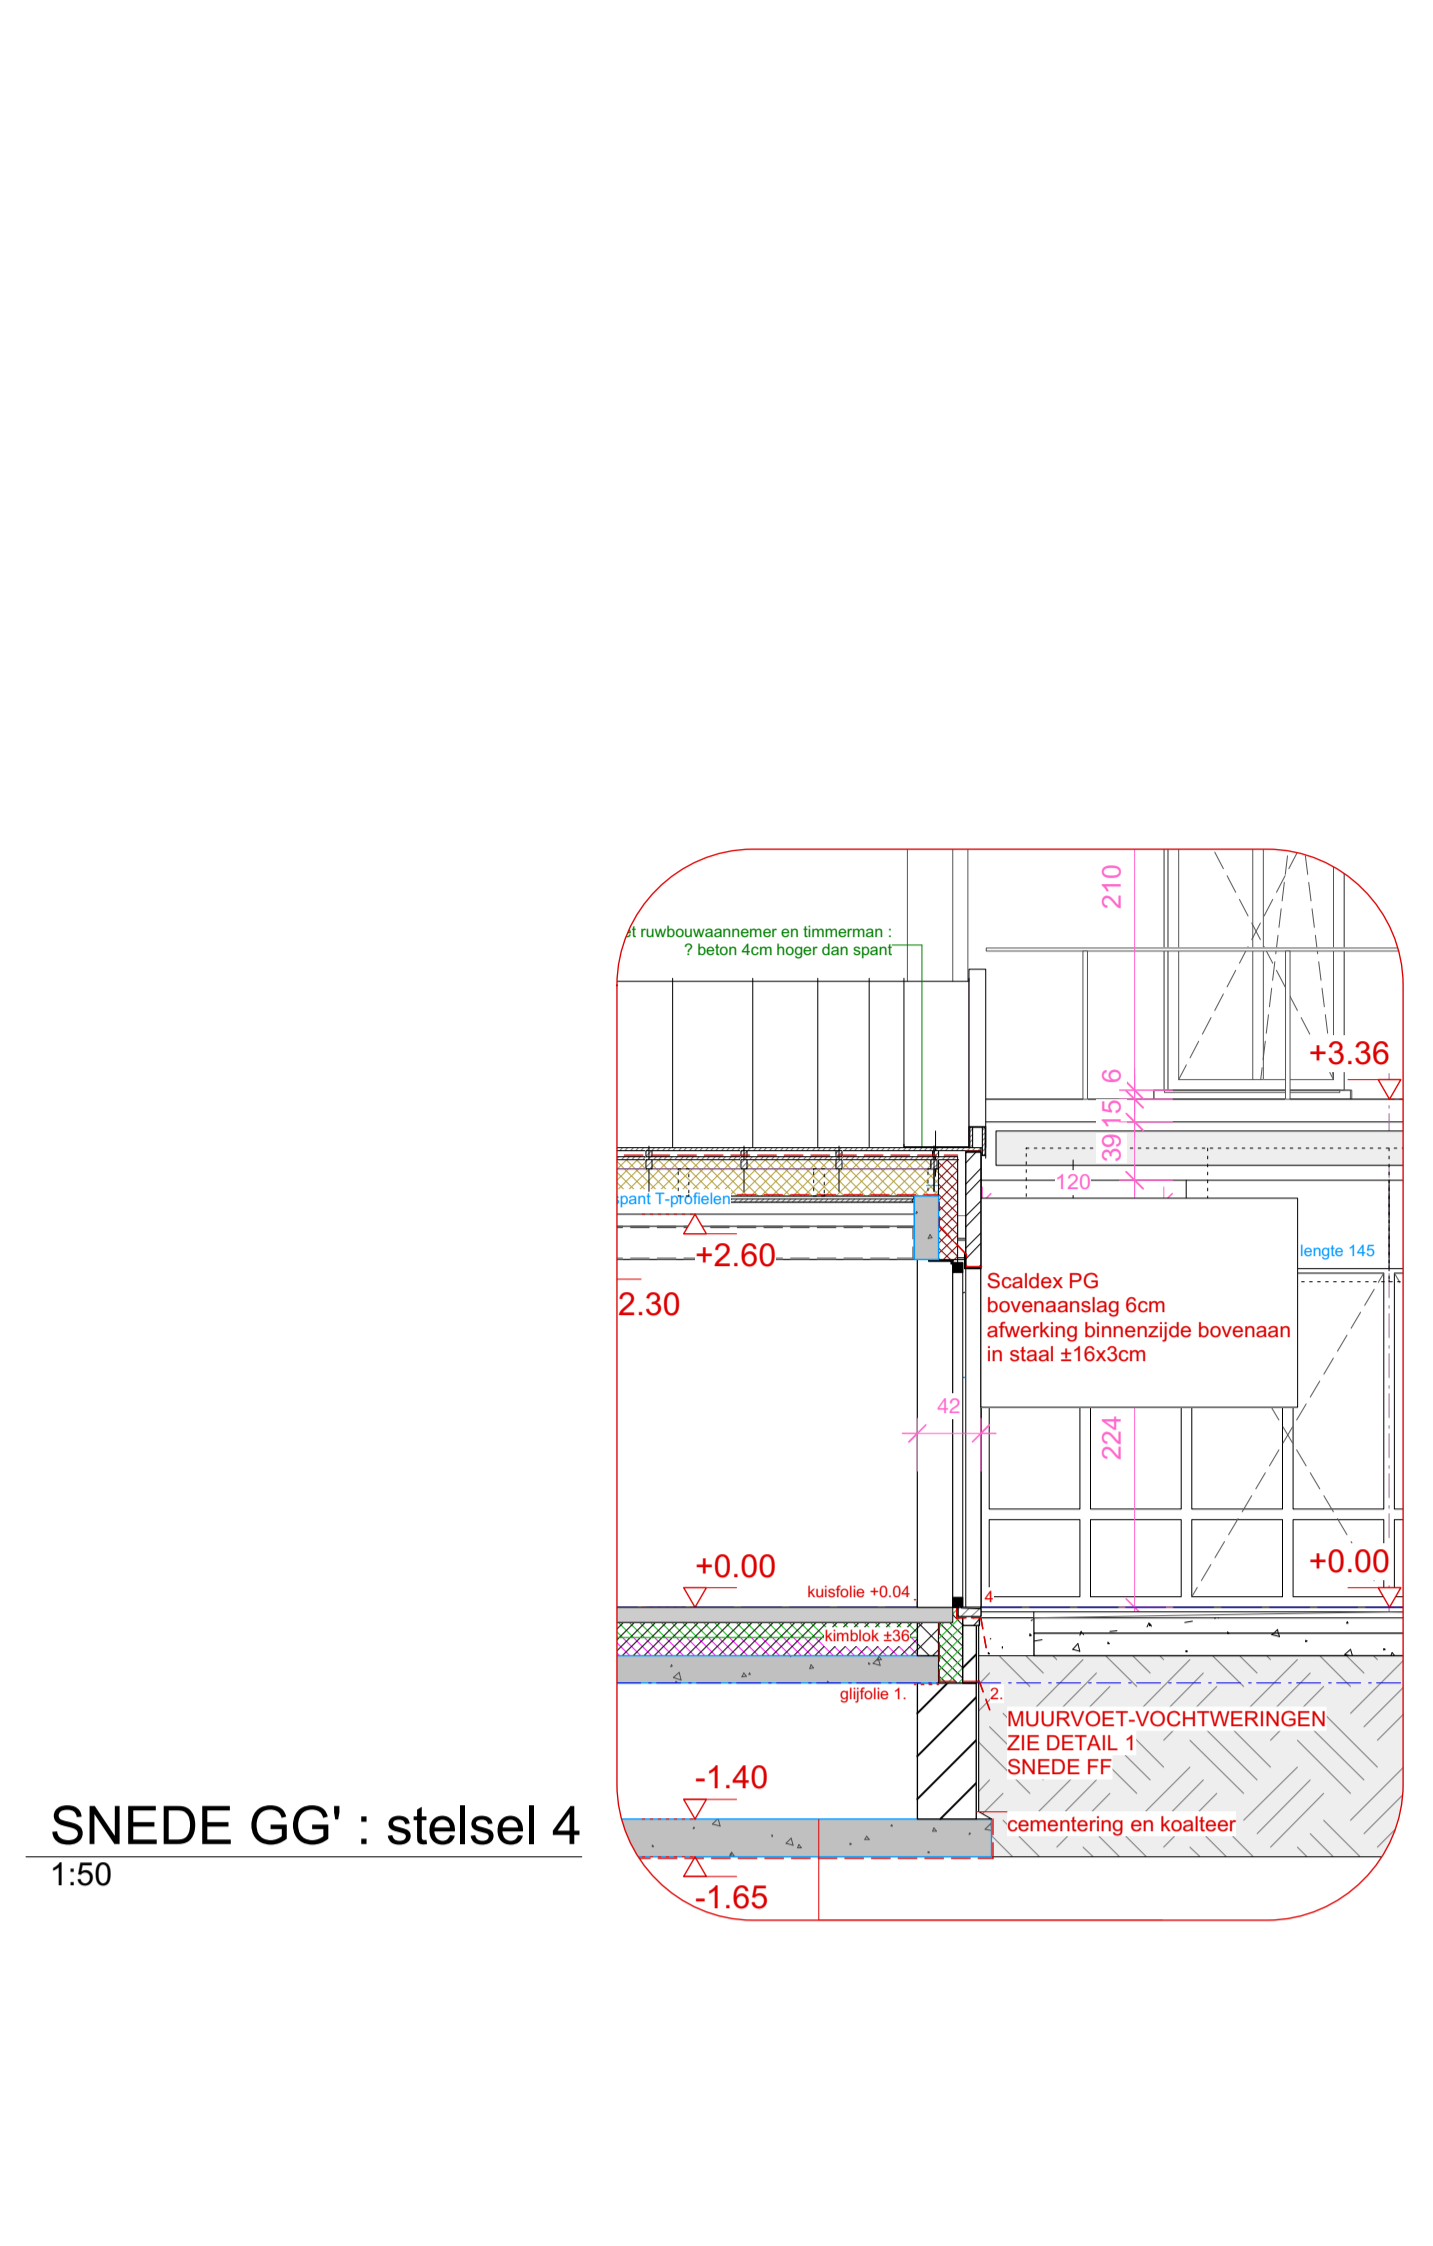 210
et ruwbouwaannemer en timmerman :
? beton 4cm hoger dan spant
+3.36
6
15
39
120
spant T-profielen
+2.60
2.30
lengte 145
Scaldex PG
bovenaanslag 6cm
afwerking binnenzijde bovenaan
in staal ±16x3cm
42
224
+0.00
+0.00
kuisfolie +0.04
4
kimblok ±36
glijfolie 1.
2.
MUURVOET-VOCHTWERINGEN
ZIE DETAIL 1
SNEDE FF
-1.40
cementering en koalteer
SNEDE GG' : stelsel 4
1:50
-1.65